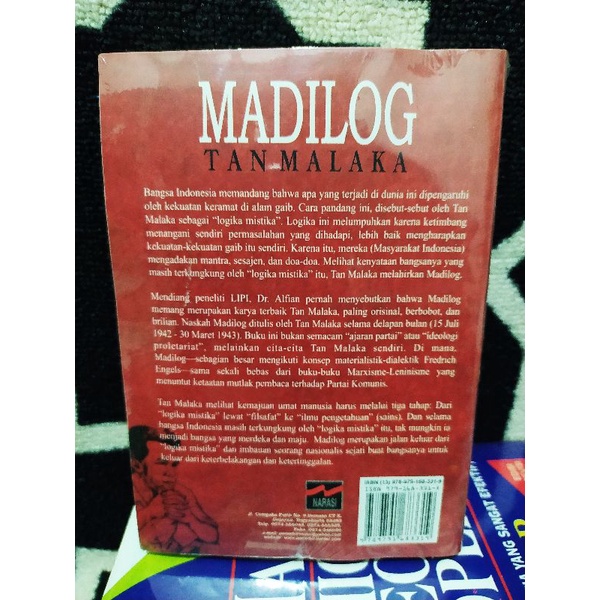 MADILOG
TAN MALAKA
Bangsa Indonesia memandang bahwa apa yang terjadi di dunia ini dipengaruhi
oleh kekuatan keramat di alam gaib. Cara pandang ini, disebut-sebut oleh Tan
Malaka sebagai "logika mistika". Logika ini melumpuhkan karena ketimbang
menangani sendiri permasalahan yang dihadapi, lebih baik mengharapkan
kekuatan-kekuatan gaib itu sendiri. Karena itu, mereka (Masyarakat Indonesia)
mengadakan mantra, sesajen, dan doa-doa. Melihat kenyataan bangsanya yang
masih terkungkung oleh "logika mistika" itu, Tan Malaka melahirkan Madilog.
Mendiang peneliti LIPI, Dr. Alfian pernah menyebutkan bahwa Madilog
memang merupakan karya terbaik Tan Malaka, paling orisinal, berbobot, dan
brilian. Naskah Madilog ditulis oleh Tan Malaka selama delapan bulan (15 Juli
1942 - 30 Maret 1943). Buku ini bukan semacam "ajaran partai" atau "ideologi
proletariat", melainkan cita-cita Tan Malaka sendiri. Di mana,
Madilog—sebagian besar mengikuti konsep materialistik-dialektik Fredrich
Engels—sama sekali bebas dari buku-buku Marxisme-Leninisme yang
menuntut ketaatan mutlak pembaca terhadap Partai Komunis.
Tan Malaka melihat kemajuan umat manusia harus melalui tiga tahap: Dari
"logika mistika" lewat "filsafat" ke "ilmu pengetahuan" (sains). Dan selama
bangsa Indonesia masih terkungkung oleh "logika mistika" itu, tak mungkin ia
menjadi bangsa yang merdeka dan maju. Madilog merupakan jalan keluar dari
"logika mistika" dan imbauan seorang nasionalis sejati buat bangsanya untuk
keluar dari keterbelakangan dan ketertinggalan.
NARASI
YANG SANGAT EFEKTIF